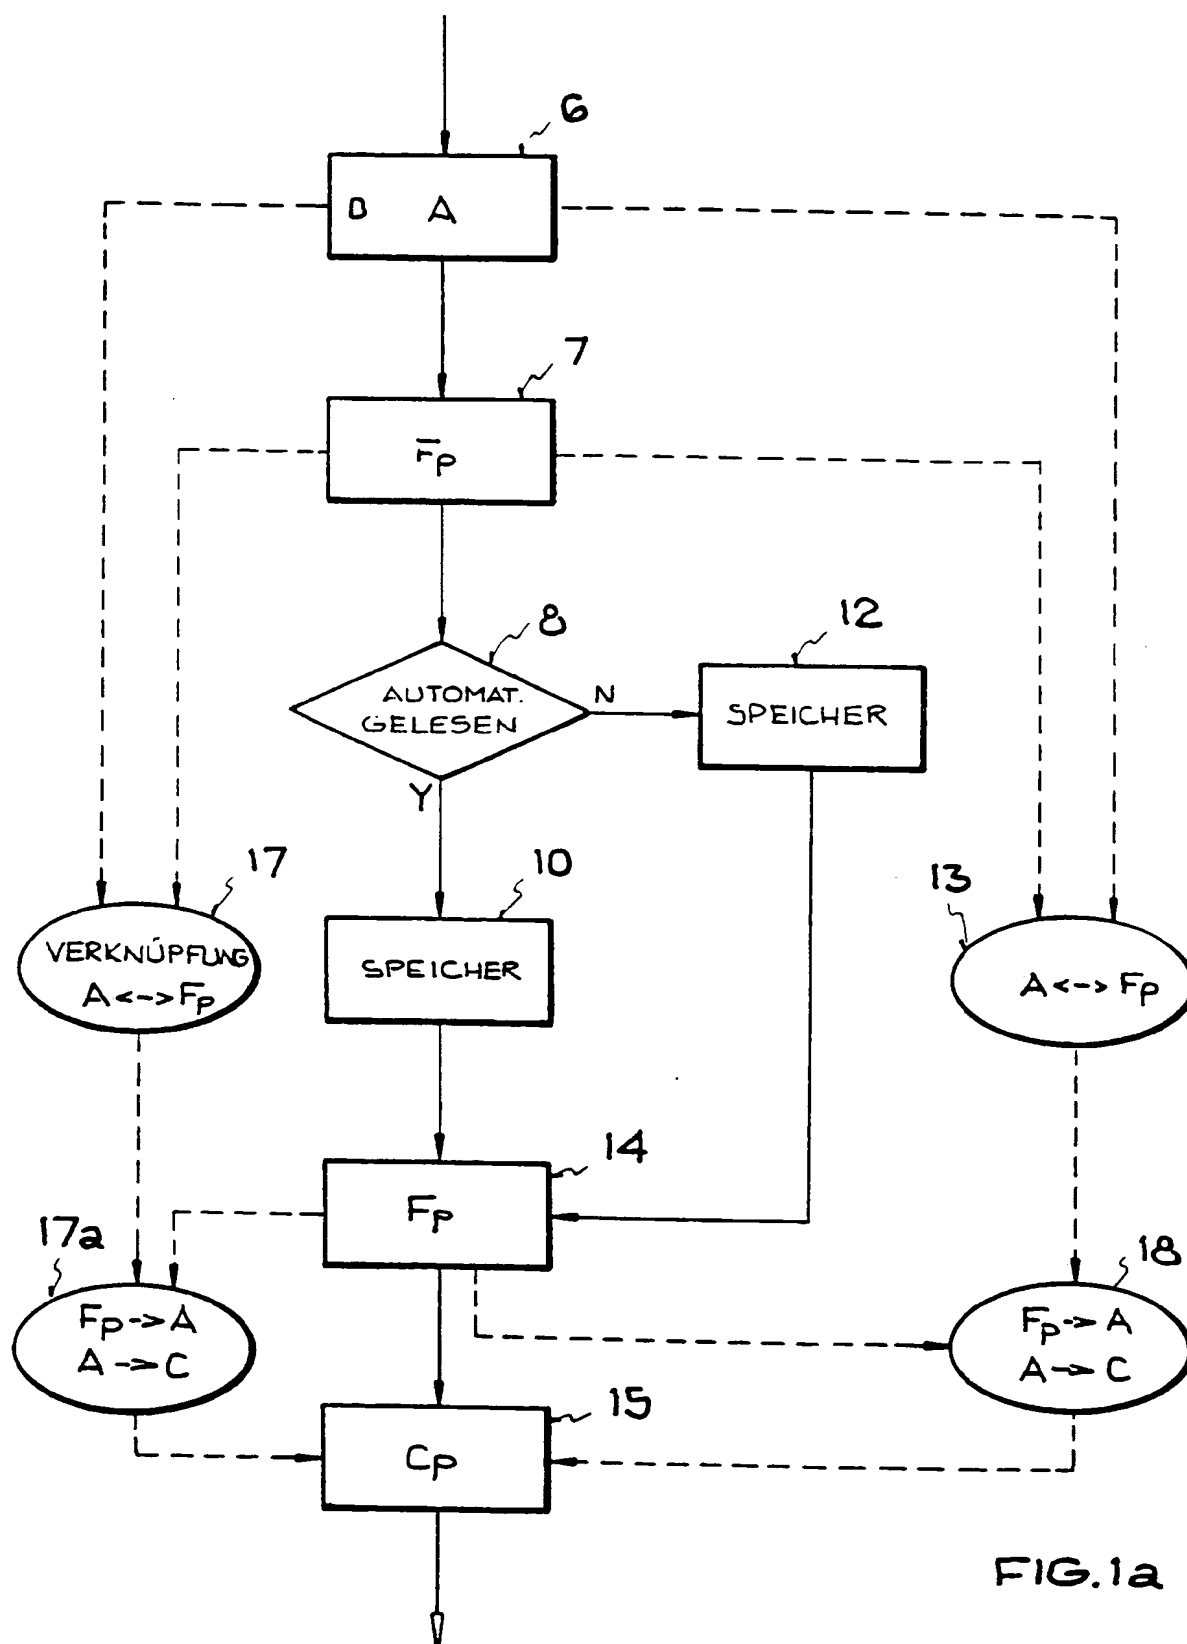 6
B A
7
Fp
8
12
AUTOMAT.
GELESEN
N
SPEICHER
Y
17
10
13
VERKNÜPFUNG
A <-> Fp
SPEICHER
A <-> Fp
14
Fp
17a
18
Fp -> A
A -> C
Fp -> A
A -> C
15
Cp
FIG.1a